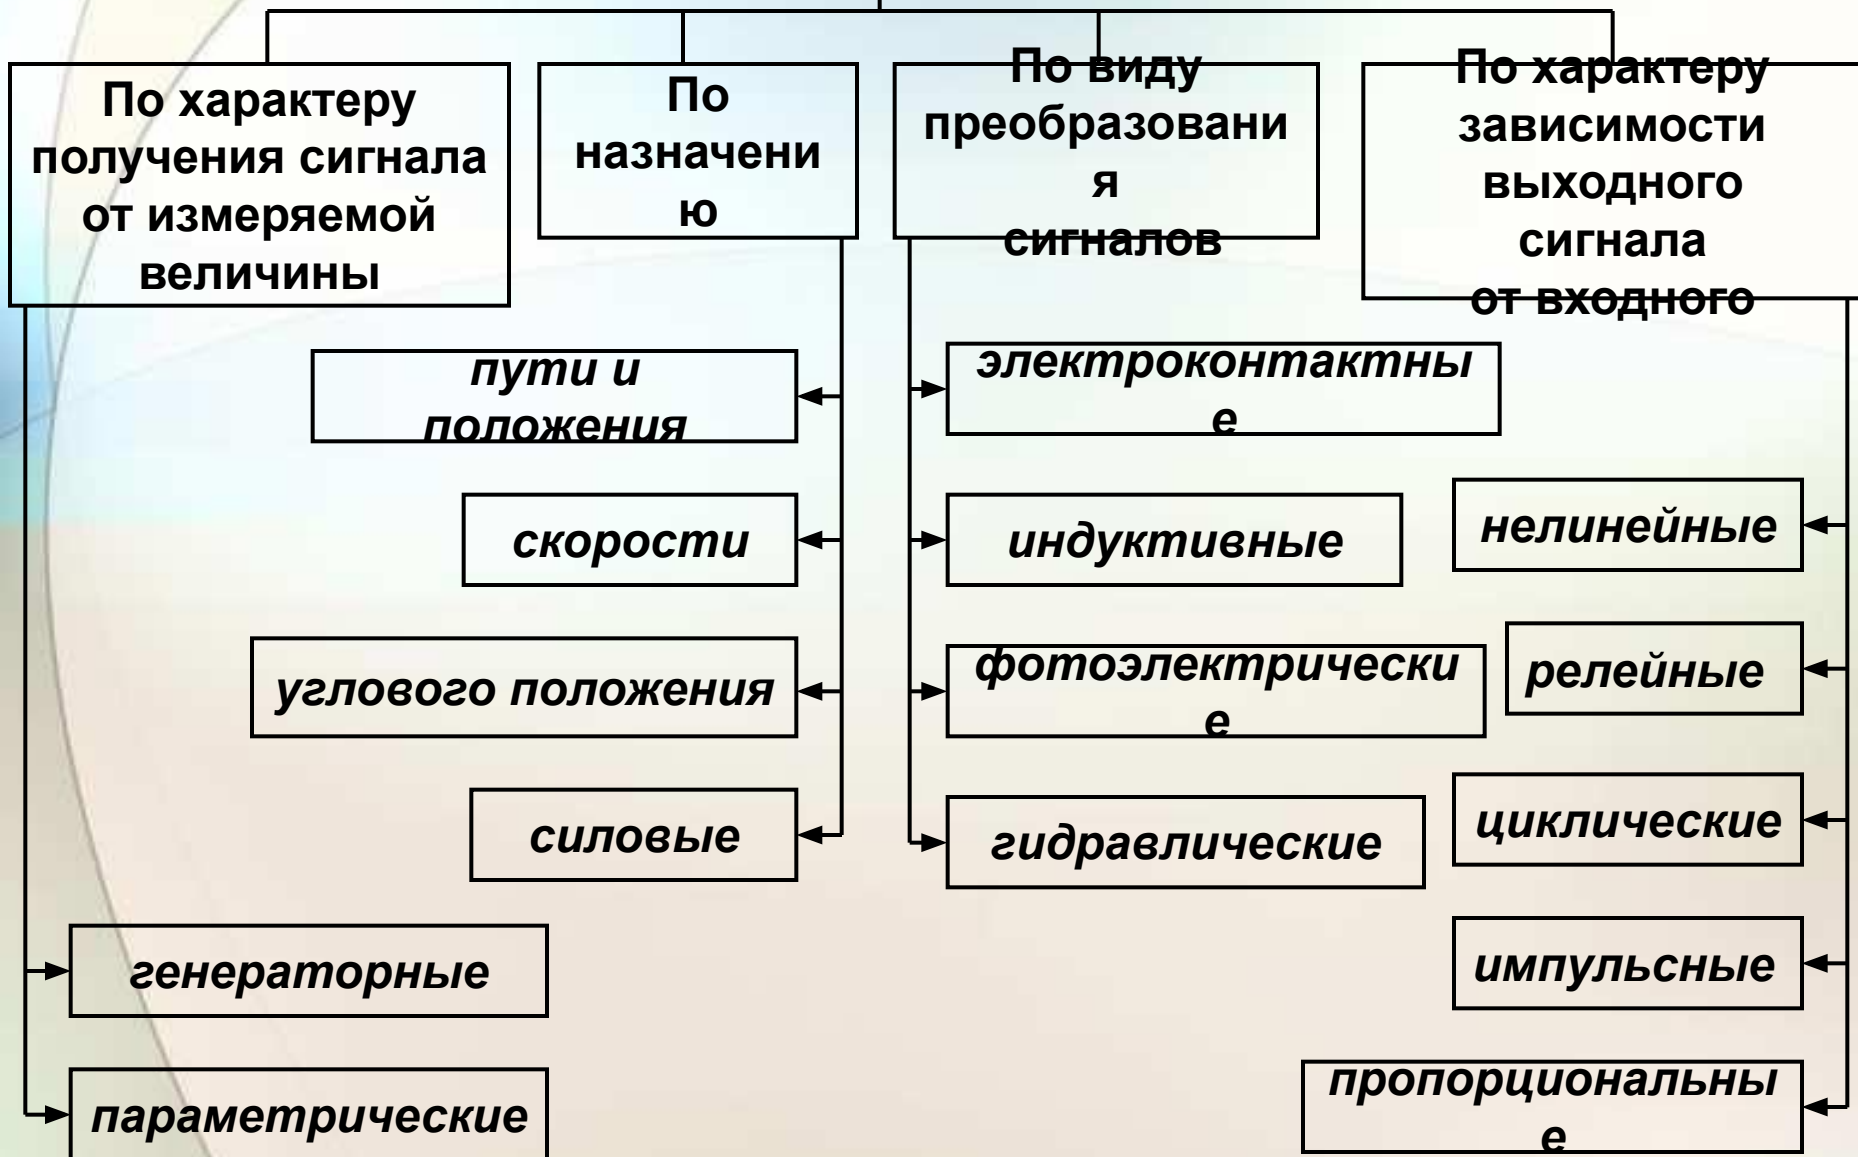 По характеру
получения сигнала
от измеряемой
величины
По
назначени
ю
По виду
преобразовани
я
сигналов
По характеру
зависимости
выходного
сигнала
от входного
пути и
положения
скорости
углового положения
силовые
электроконтактны
е
индуктивные
фотоэлектрически
е
гидравлические
нелинейные
релейные
циклические
импульсные
пропорциональны
е
генераторные
параметрические